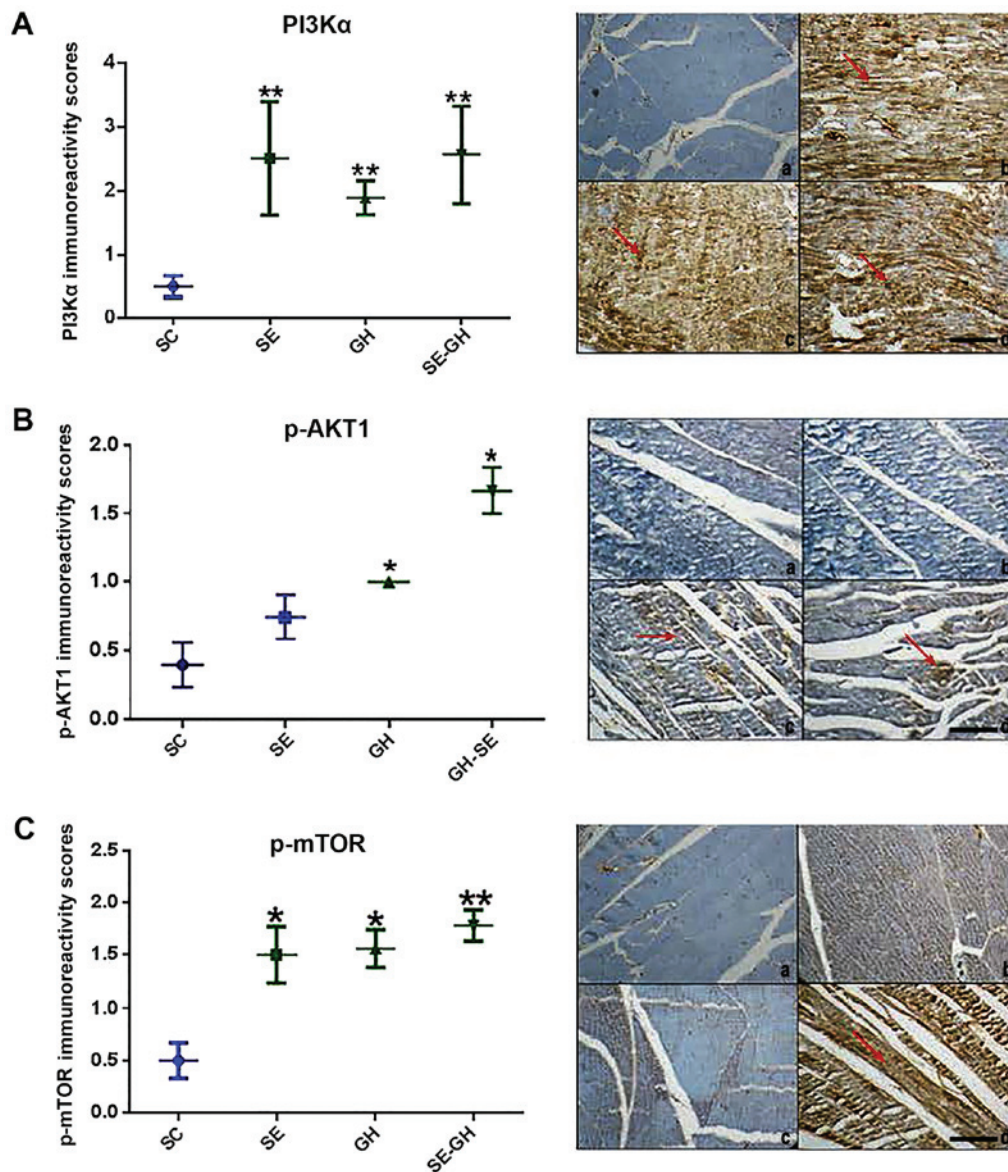 A
PI3Kα
PI3Kα immunoreactivity scores
4
3
2
1
0
**
**
**
SC
SE
GH
SE-GH
a
b
c
d
B
p-AKT1
p-AKT1 immunoreactivity scores
2.0
1.5
1.0
0.5
0.0
*
*
SC
SE
GH
GH-SE
a
b
c
d
C
p-mTOR
p-mTOR immunoreactivity scores
2.5
2.0
1.5
1.0
0.5
0.0
*
*
**
SC
SE
GH
SE-GH
a
b
c
d